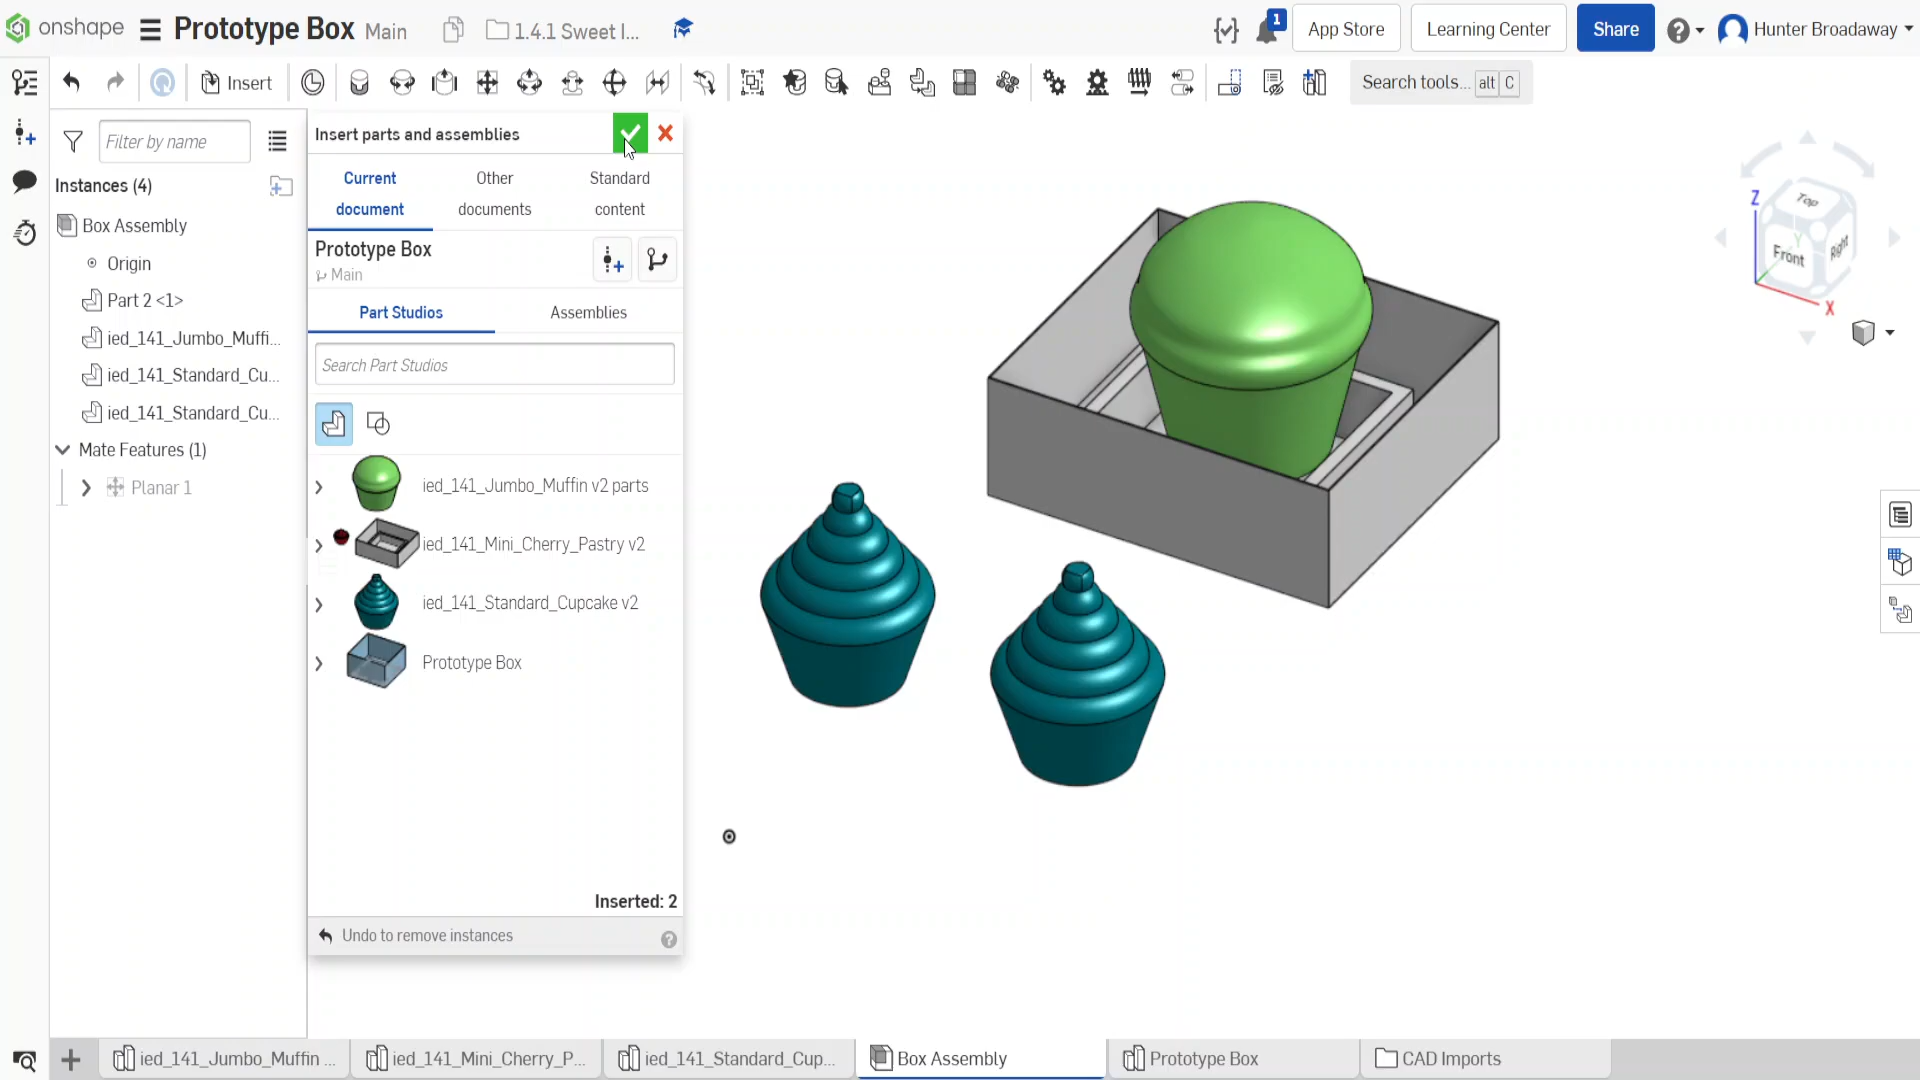 onshape Prototype Box Main 1.4.1 Sweet I... 1 App Store Learning Center Share Hunter Broadaway
Insert Search tools... alt C
Filter by name
Instances (4)
Box Assembly
Origin
Part 2 <1>
ied_141_Jumbo_Muffi...
ied_141_Standard_Cu...
ied_141_Standard_Cu...
Mate Features (1)
Planar 1
Insert parts and assemblies
Current document
Other documents
Standard content
Prototype Box
Main
Part Studios Assemblies
Search Part Studios
ied_141_Jumbo_Muffin v2 parts
ied_141_Mini_Cherry_Pastry v2
ied_141_Standard_Cupcake v2
Prototype Box
Inserted: 2
Undo to remove instances
Top
Front
Right
Z
Y
X
ied_141_Jumbo_Muffin ... ied_141_Mini_Cherry_P... ied_141_Standard_Cup... Box Assembly Prototype Box CAD Imports